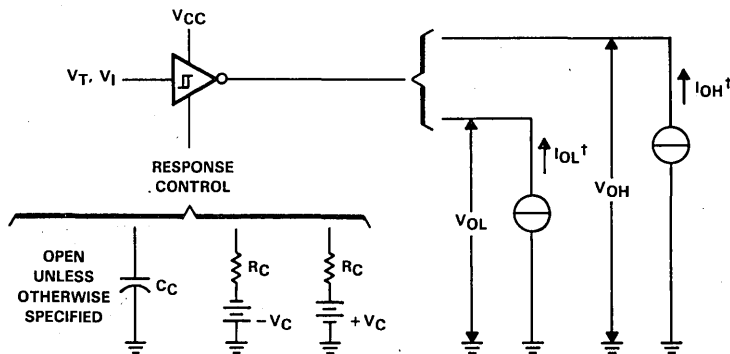 VCC
VT, VI
RESPONSE
CONTROL
OPEN
UNLESS
OTHERWISE
SPECIFIED
CC
RC
−VC
RC
+VC
VOL
IOL†
VOH
IOH†